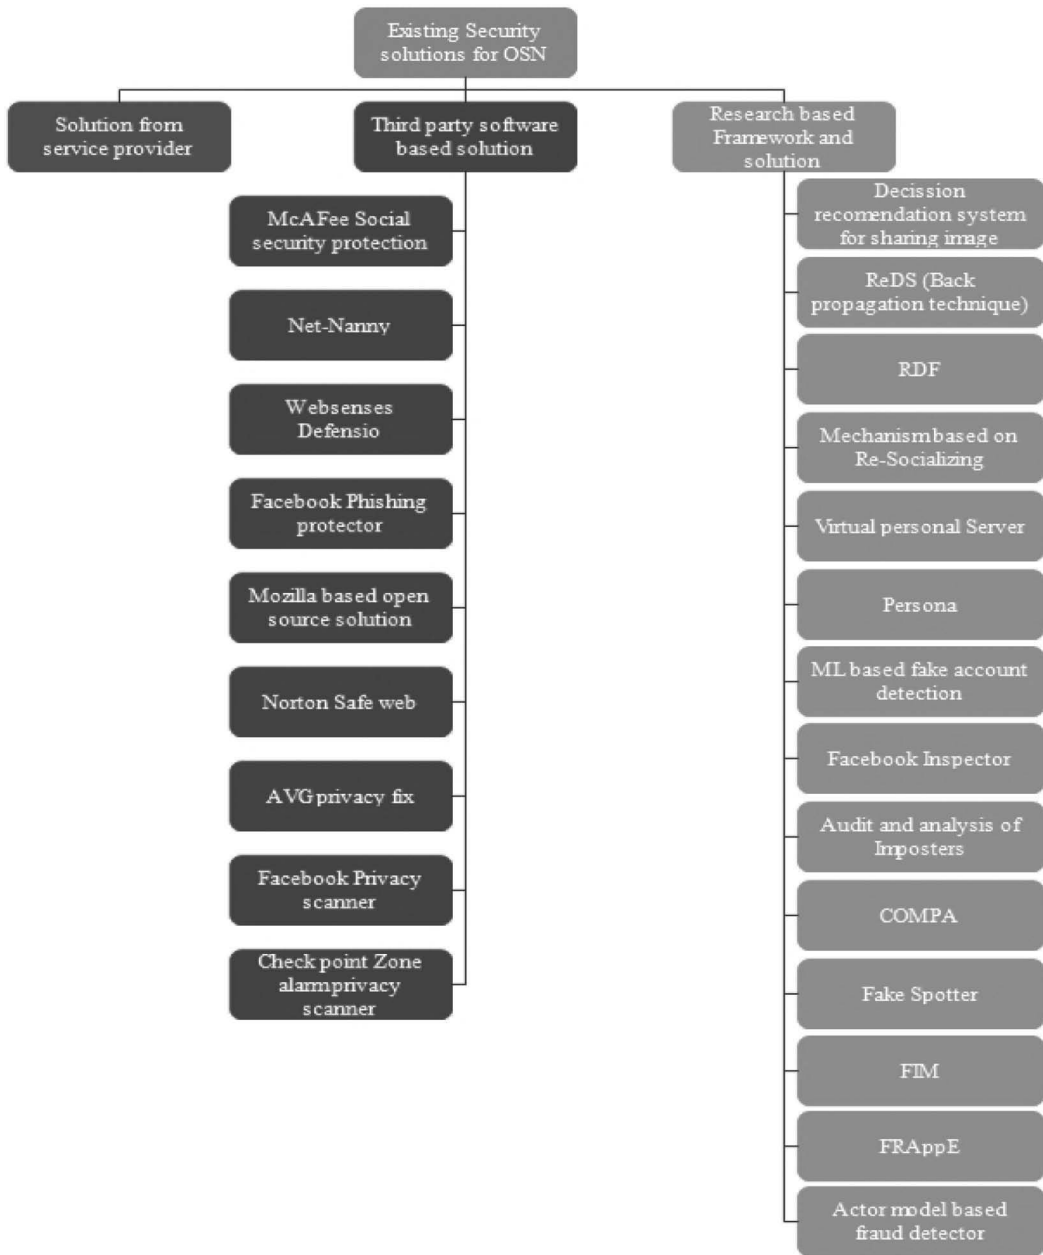 Existing Security
solutions for OSN
Solution from
service provider
Third party software
based solution
Research based
Framework and
solution
McAFee Social
security protection
Net-Nanny
Websenses
Defensio
Facebook Phishing
protector
Mozilla based open
source solution
Norton Safe web
AVG privacy fix
Facebook Privacy
scanner
Check point Zone
alarmprivacy
scanner
Decission
recomendation system
for sharing image
ReDS (Back
propagation technique)
RDF
Mechanism based on
Re-Socializing
Virtual personal Server
Persona
ML based fake account
detection
Facebook Inspector
Audit and analysis of
Imposters
COMPA
Fake Spotter
FIM
FRAppE
Actor model based
fraud detector